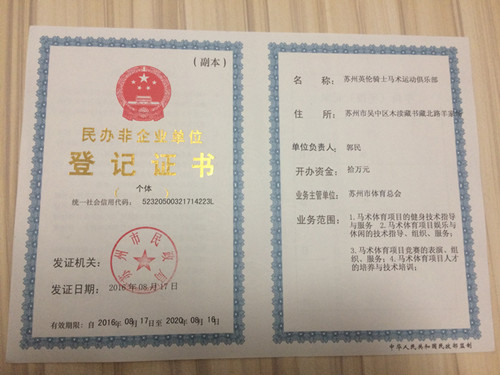 （副本）
民办非企业单位
登记证书
（个体）
统一社会信用代码： 52320500321714223L
苏州市民政局
发证机关：
发证日期： 2016年08月17日
有效期限：自 2016年08月17日至 2020年08月16日
名 称： 苏州英伦骑士马术运动俱乐部
住 所： 苏州市吴中区木渎藏书藏北路羊
单位负责人： 郭民
开办资金： 拾万元
业务主管单位： 苏州市体育总会
业务范围： 1.马术体育项目的健身技术指导
与服务 2.马术体育项目娱乐与
休闲的技术指导、组织、服务；
3.马术体育项目竞赛的表演、组
织、服务；4.马术体育项目人才
的培养与技术培训；
中华人民共和国民政部监制